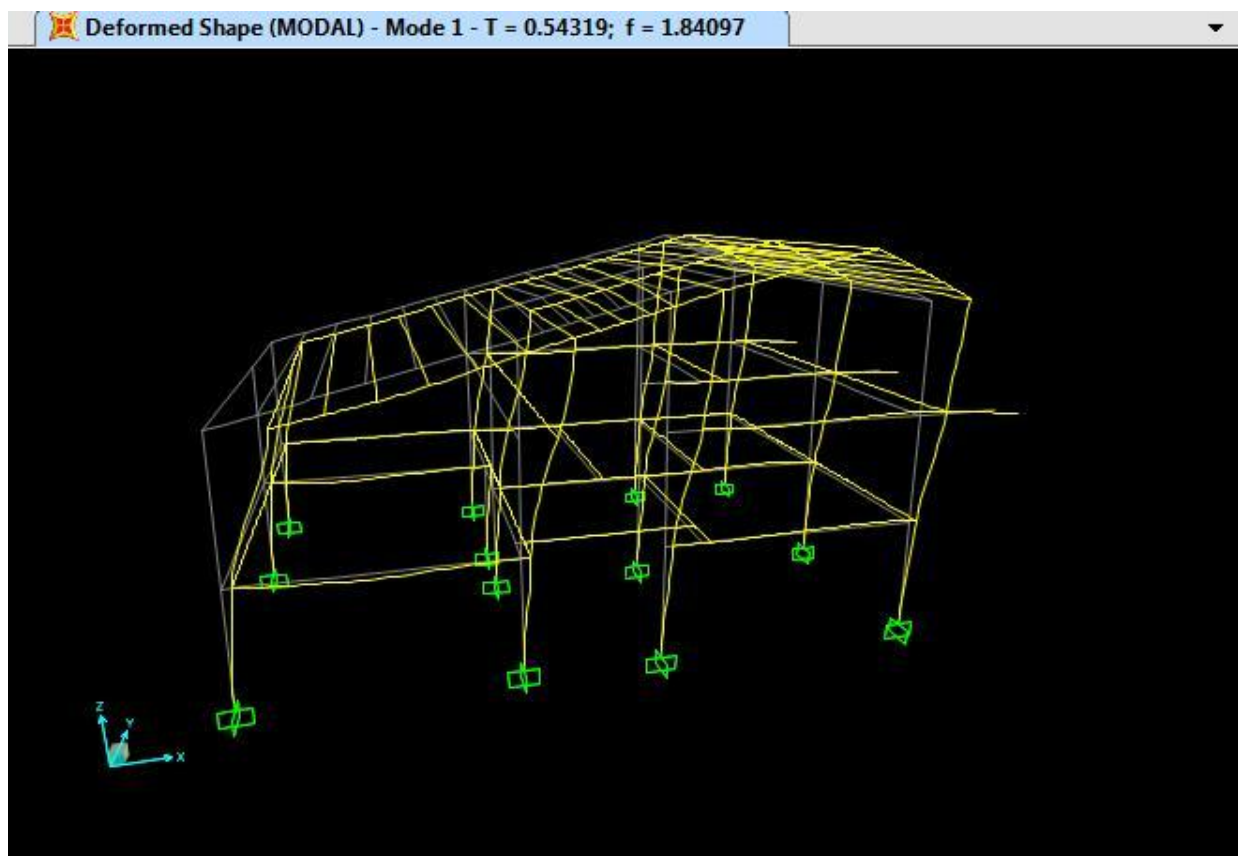 Deformed Shape (MODAL) - Mode 1 - T = 0.54319;  f = 1.84097
Z
Y
X